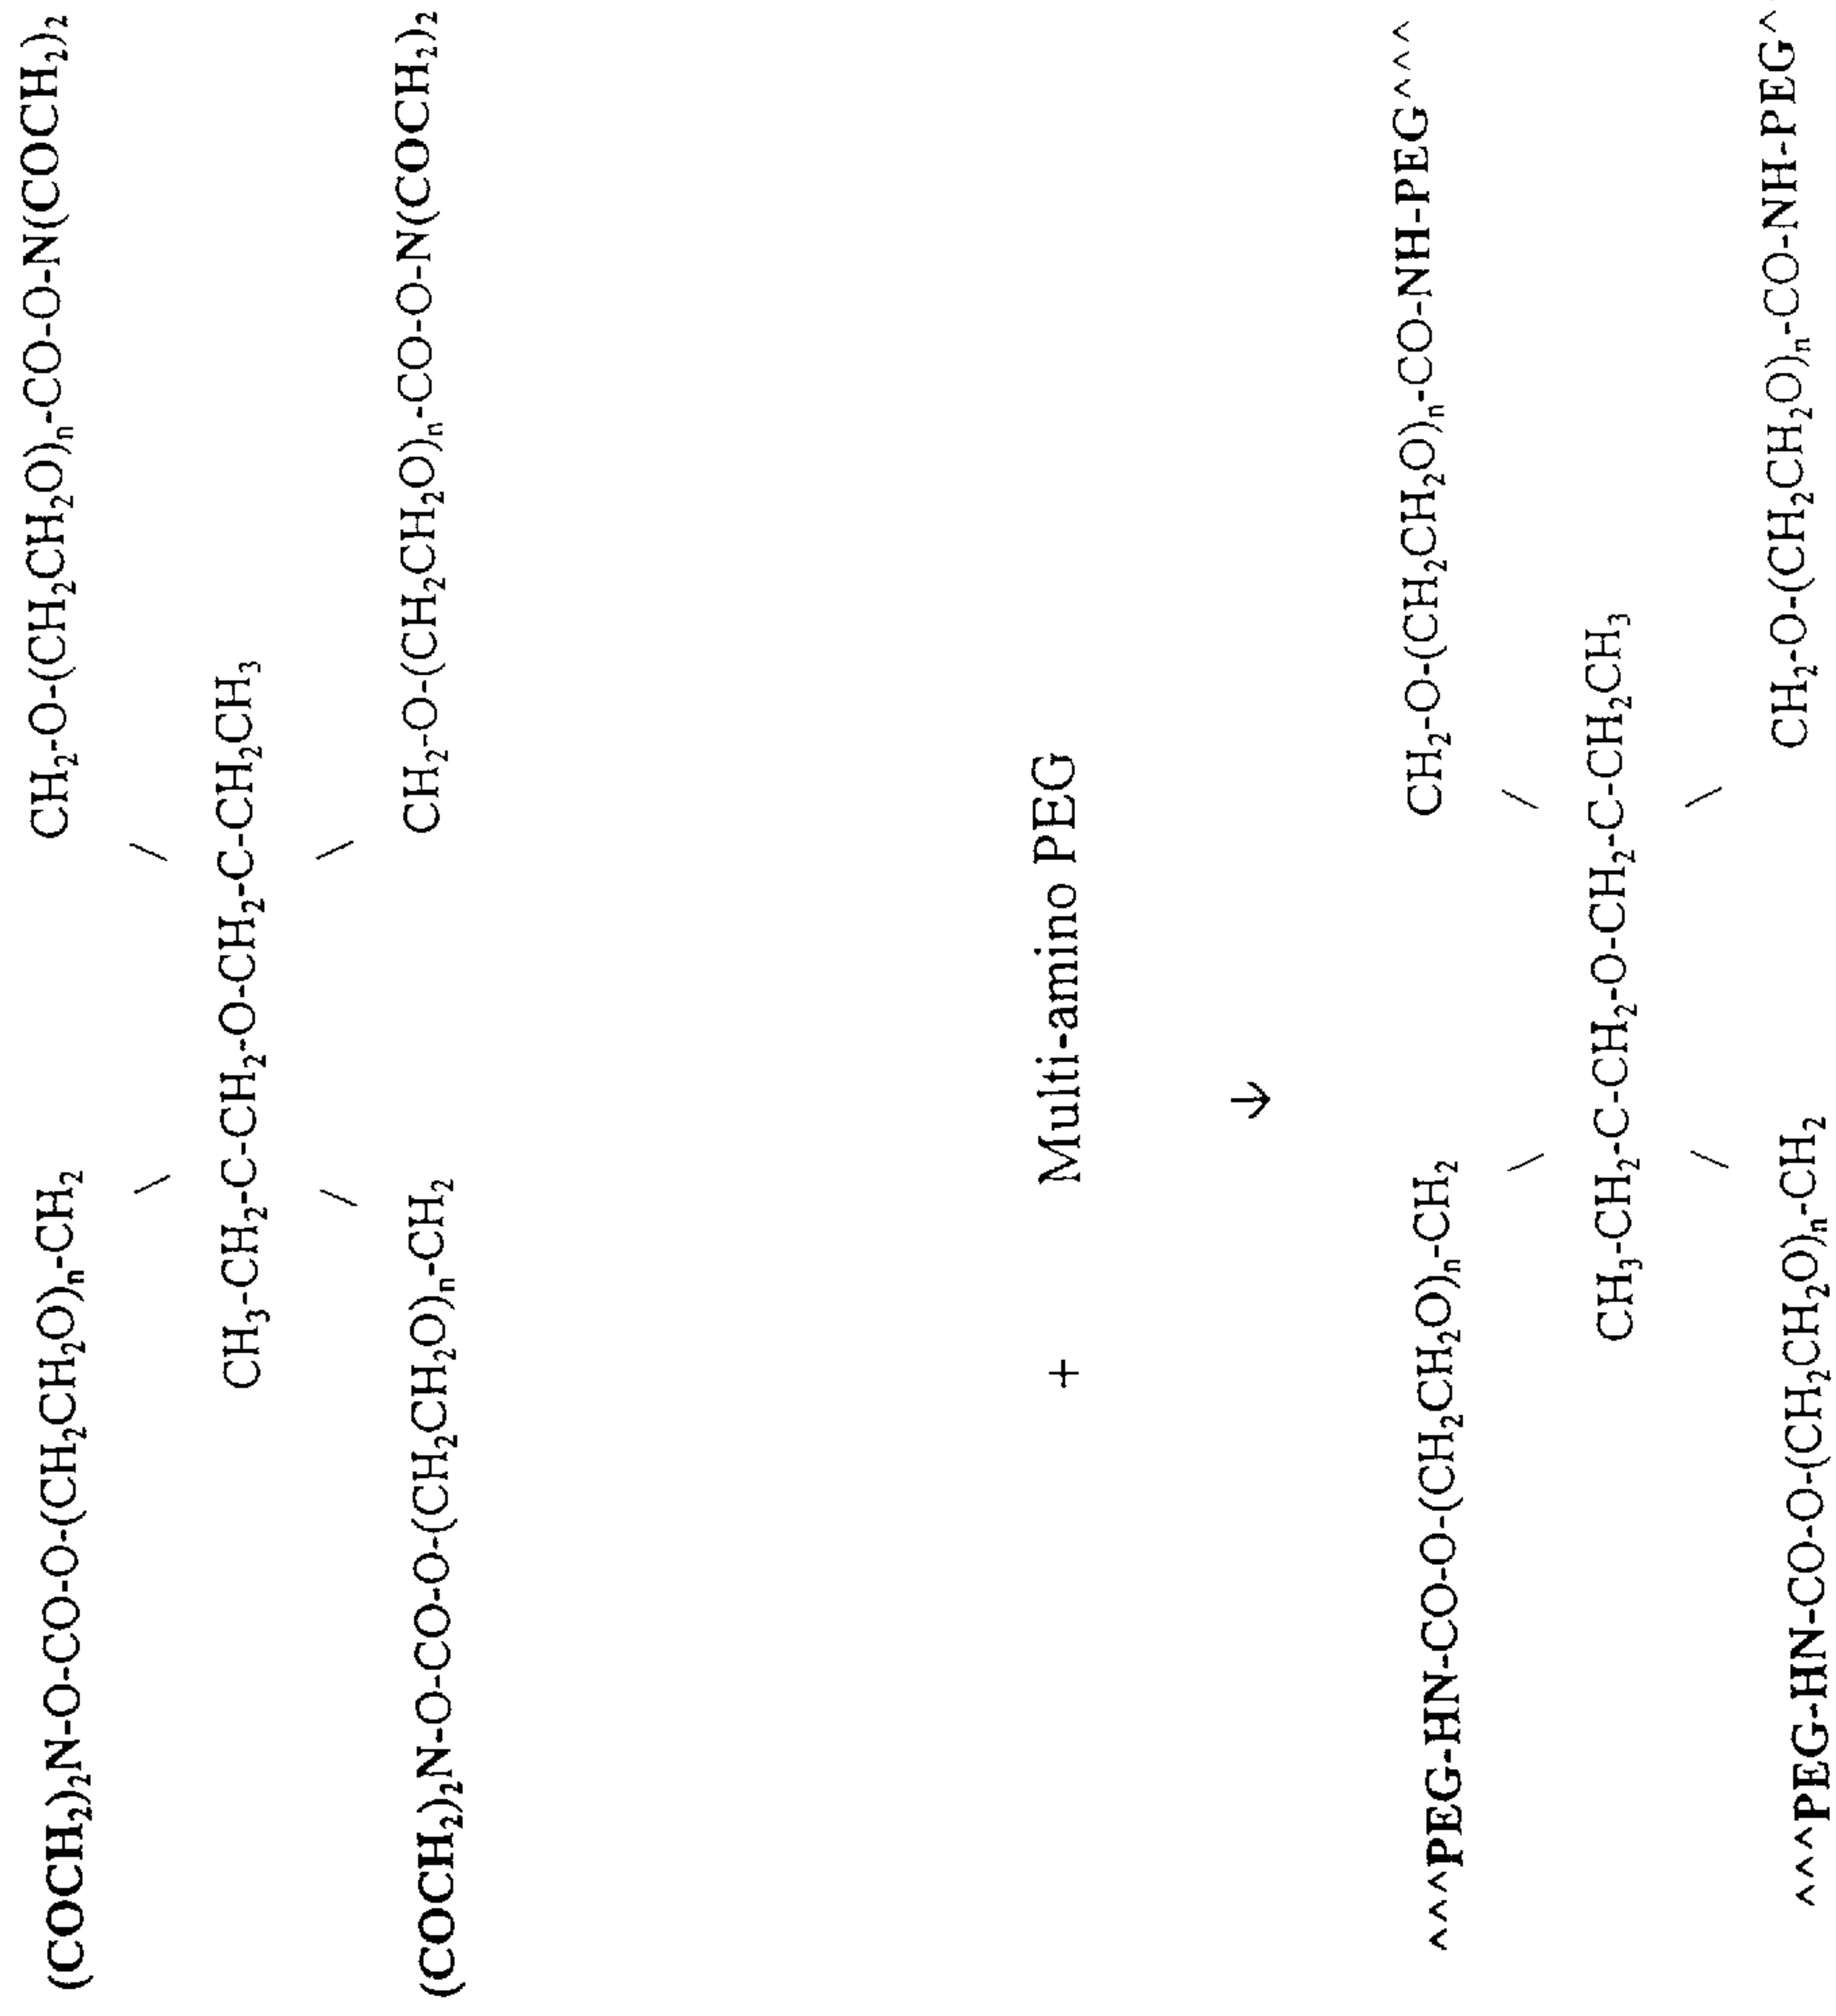 (COCH₂)₂N-O-CO-O-(CH₂CH₂O)ₙ-CH₂ CH₂-O-(CH₂CH₂O)ₙ-CO-O-N(COCH₂)₂
\ /
CH₃-CH₂-C-CH₂-O-CH₂-C-CH₂CH₃
/ \
(COCH₂)₂N-O-CO-O-(CH₂CH₂O)ₙ-CH₂ CH₂-O-(CH₂CH₂O)ₙ-CO-O-N(COCH₂)₂
+ Multi-amino PEG
↓
^^^PEG-HN-CO-O-(CH₂CH₂O)ₙ-CH₂ CH₂-O-(CH₂CH₂O)ₙ-CO-NH-PEG^^^
\ /
CH₃-CH₂-C-CH₂-O-CH₂-C-CH₂CH₃
/ \
^^^PEG-HN-CO-O-(CH₂CH₂O)ₙ-CH₂ CH₂-O-(CH₂CH₂O)ₙ-CO-NH-PEG^